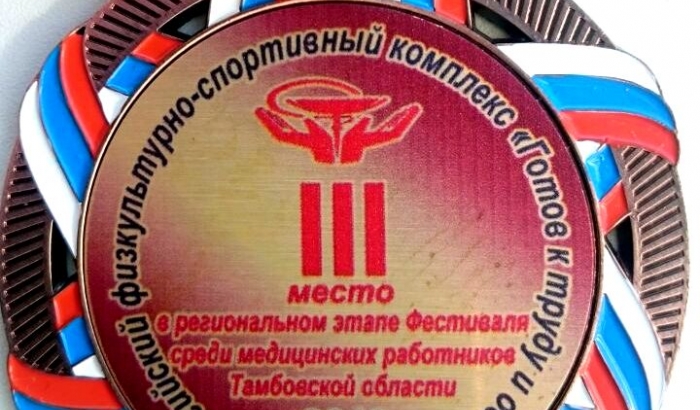 физкультурно-спортивный комплекс «Готов к труду и
III
место
в региональном этапе Фестиваля
среди медицинских работников
Тамбовской области